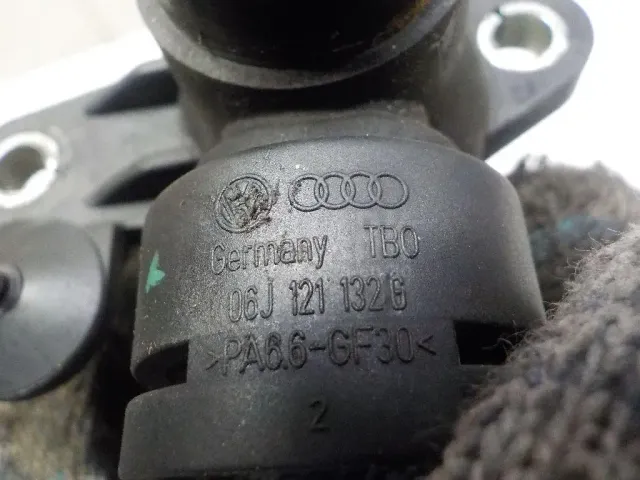 Germany TBO
06J 121 132 G
>PA6.6-GF30<
2